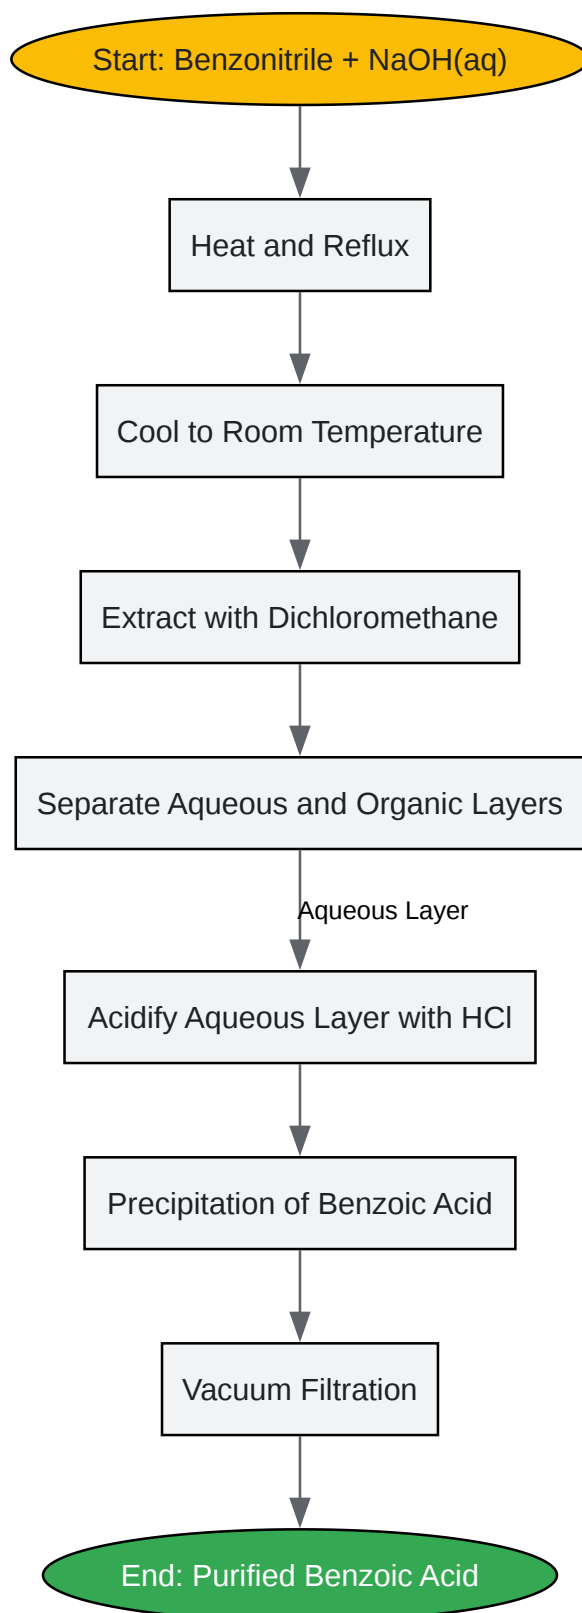 Start: Benzonitrile + NaOH(aq)
Heat and Reflux
Cool to Room Temperature
Extract with Dichloromethane
Separate Aqueous and Organic Layers
Aqueous Layer
Acidify Aqueous Layer with HCl
Precipitation of Benzoic Acid
Vacuum Filtration
End: Purified Benzoic Acid